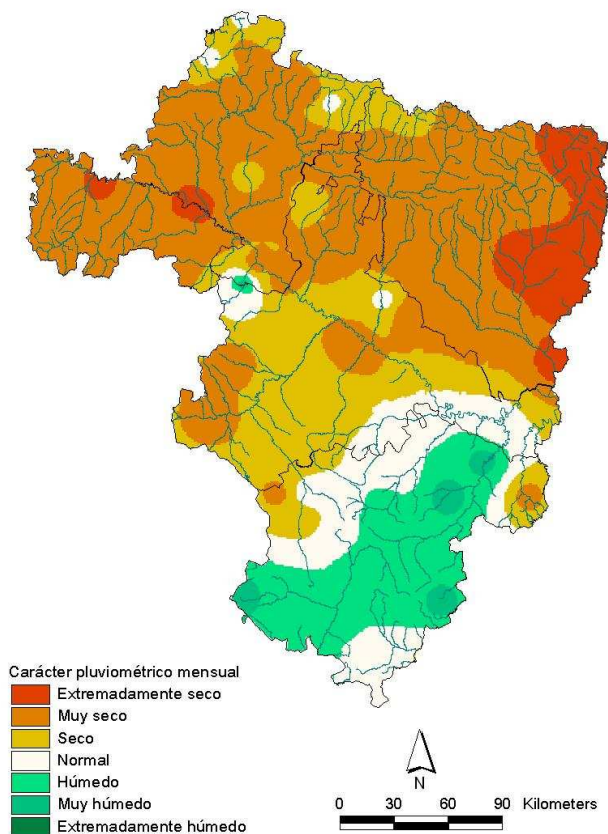 Carácter pluviométrico mensual
Extremadamente seco
Muy seco
Seco
Normal
Húmedo
Muy húmedo
Extremadamente húmedo
N
0 30 60 90 Kilometers